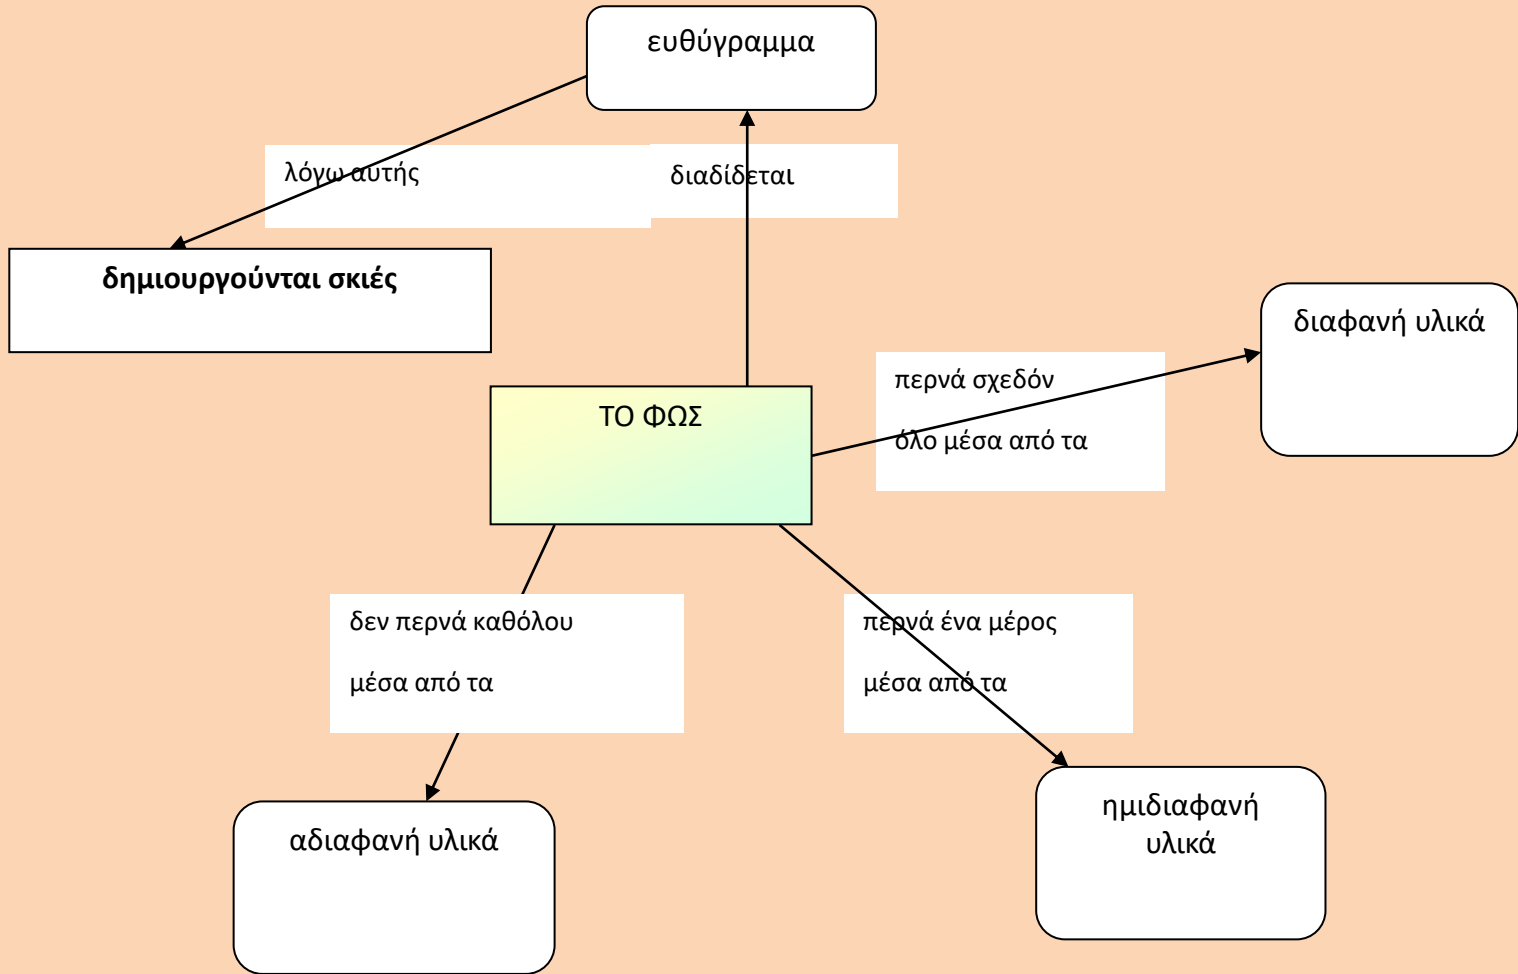 ευθύγραμμα
λόγω αυτής
διαδίδεται
δημιουργούνται σκιές
διαφανή υλικά
περνά σχεδόν
όλο μέσα από τα
ΤΟ ΦΩΣ
δεν περνά καθόλου
μέσα από τα
περνά ένα μέρος
μέσα από τα
αδιαφανή υλικά
ημιδιαφανή
υλικά